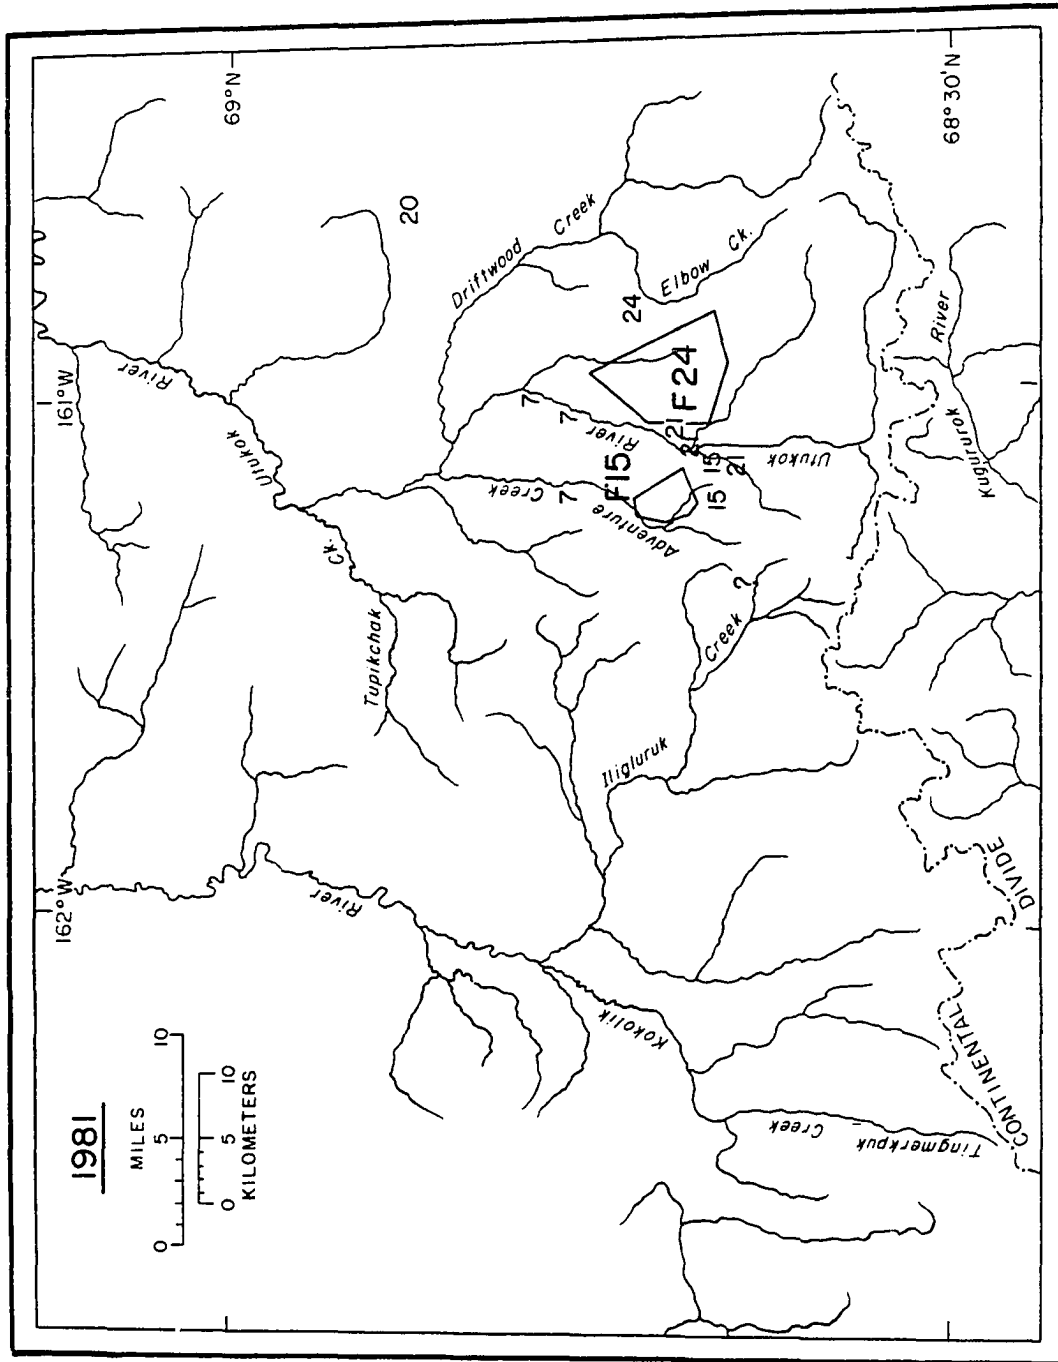 1981
MILES
0 5 10
0 5 10
KILOMETERS
162°W
161°W
69°N
68°30'N
River
Utukok
Ck.
Tupikchak
20
Driftwood Creek
Elbow Ck.
24
F24
7
7
River
21
15
21
Utukok
F15
15
Creek
7
Adventure
Creek
Iligluruk
River
Kokolik
Creek
Tingmerkpuk
CONTINENTAL DIVIDE
River
Kugururok